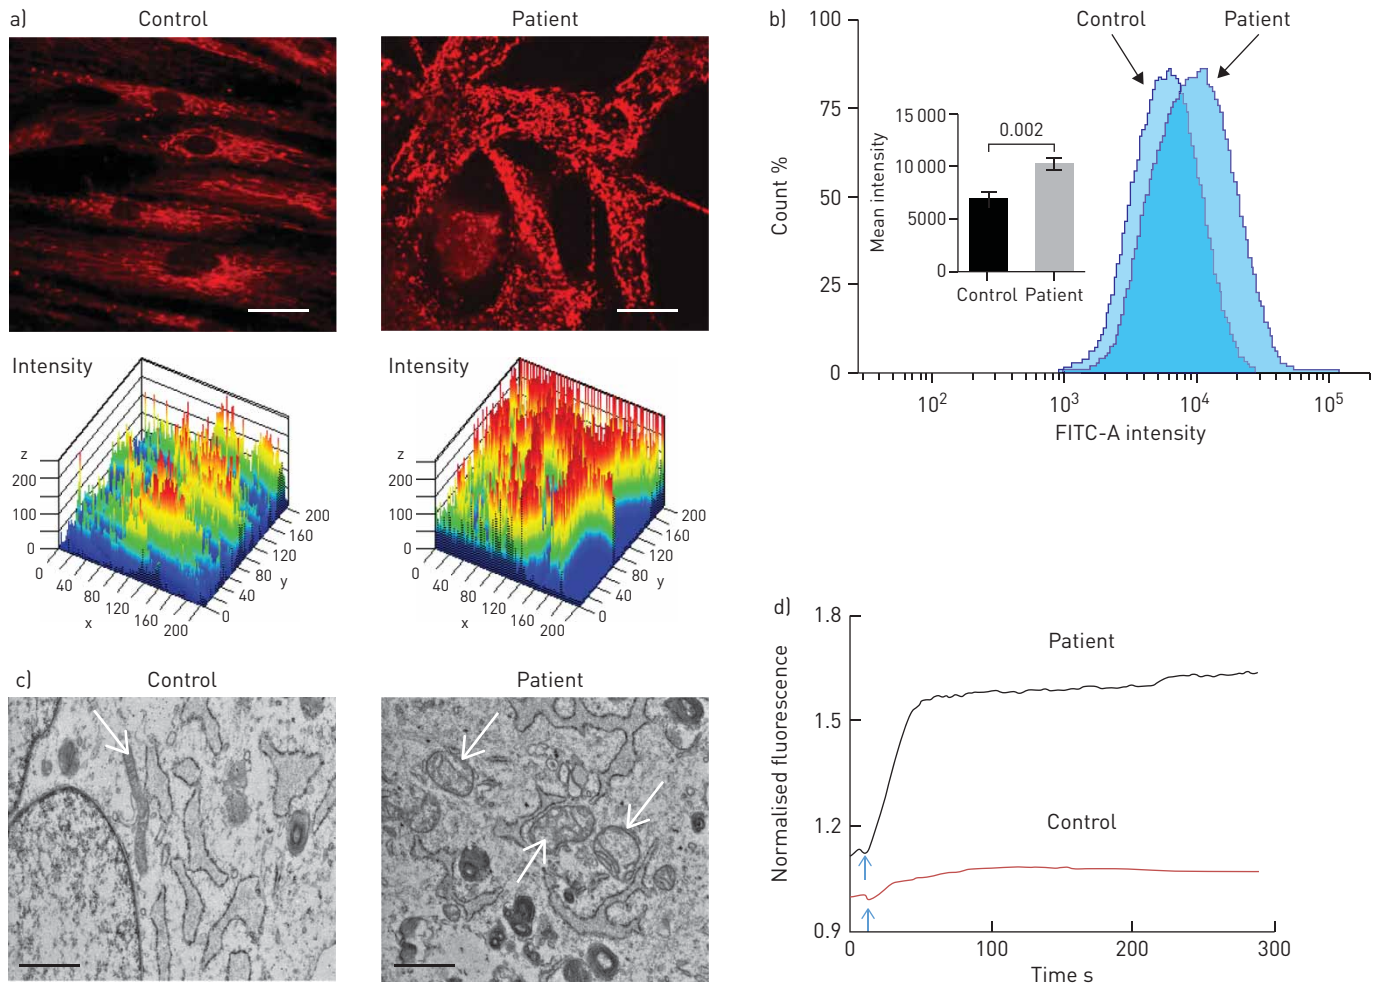 a)
Control
Patient
Intensity
z
200
100
0
0
40
80
120
160
200
x
0
40
80
120
160
200
y
Intensity
z
200
100
0
0
40
80
120
160
200
x
0
40
80
120
160
200
y
b)
100
75
50
25
0
Count %
Control
Patient
15 000
10 000
5000
0
Mean intensity
0.002
Control
Patient
10²
10³
10⁴
10⁵
FITC-A intensity
c)
Control
Patient
d)
1.8
1.5
1.2
0.9
Normalised fluorescence
Patient
Control
0
100
200
300
Time s